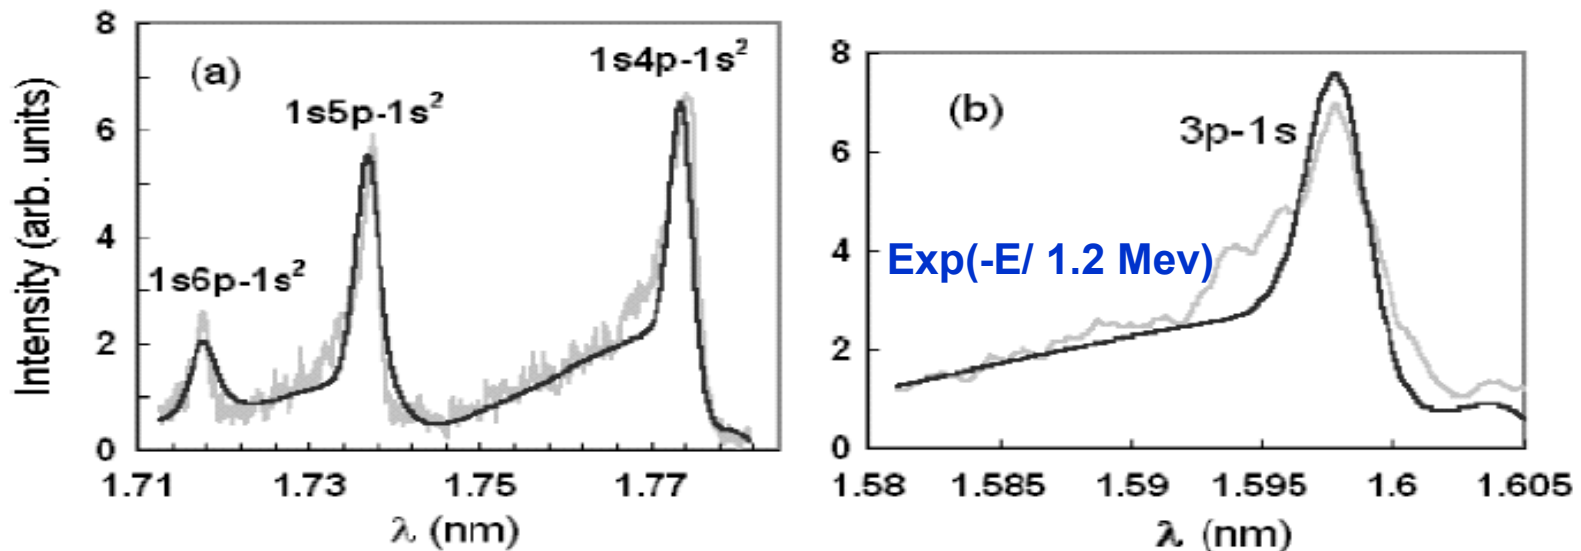 Intensity (arb. units)
8
6
4
2
0
(a)
1s6p-1s²
1s5p-1s²
1s4p-1s²
1.71
1.73
1.75
1.77
λ (nm)
8
6
4
2
0
(b)
3p-1s
Exp(-E/ 1.2 Mev)
1.58
1.585
1.59
1.595
1.6
1.605
λ (nm)